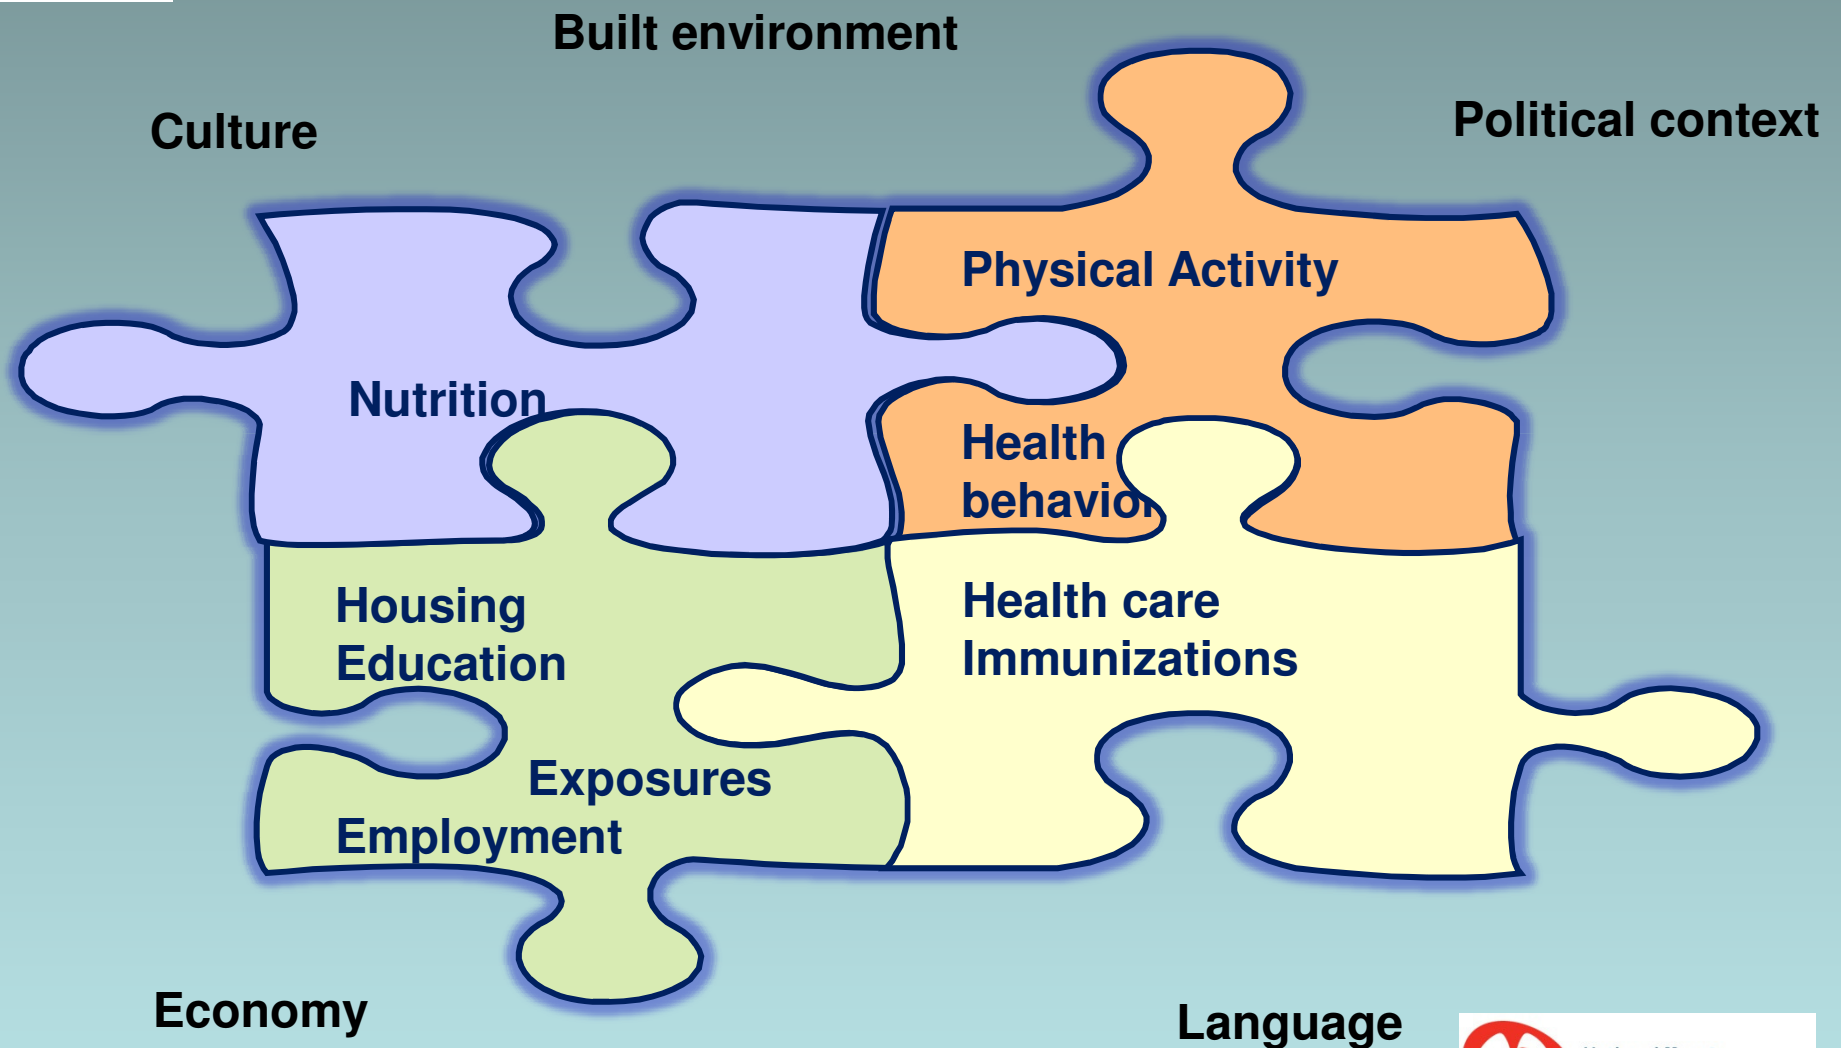 Built environment
Culture
Political context
Physical Activity
Nutrition
Health
behavior
Housing
Education
Health care
Immunizations
Exposures
Employment
Economy
Language